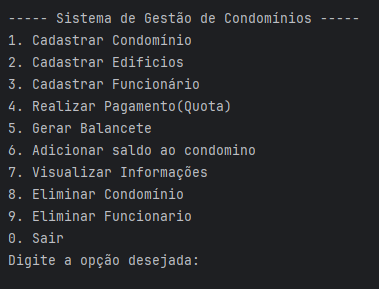 ----- Sistema de Gestão de Condomínios -----
1. Cadastrar Condomínio
2. Cadastrar Edificios
3. Cadastrar Funcionário
4. Realizar Pagamento(Quota)
5. Gerar Balancete
6. Adicionar saldo ao condomino
7. Visualizar Informações
8. Eliminar Condomínio
9. Eliminar Funcionario
0. Sair
Digite a opção desejada: